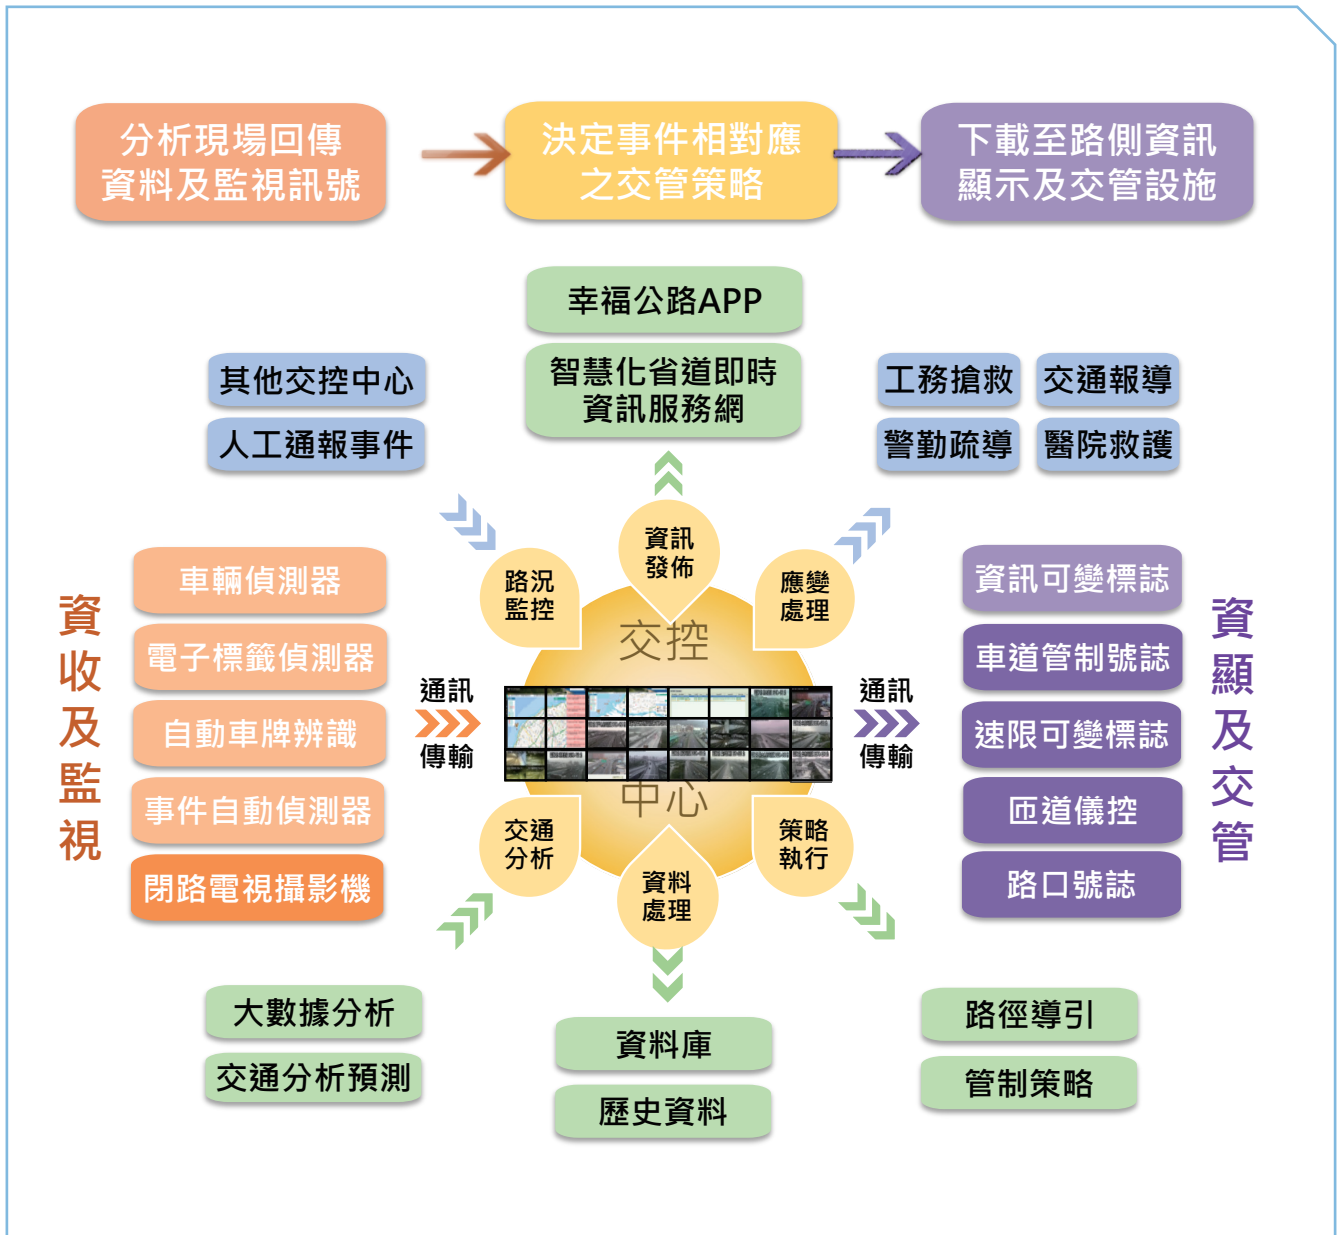 分析現場回傳
資料及監視訊號
決定事件相對應
之交管策略
下載至路側資訊
顯示及交管設施
幸福公路APP
智慧化省道即時
資訊服務網
其他交控中心
人工通報事件
工務搶救
交通報導
警勤疏導
醫院救護
資訊
發佈
路況
監控
應變
處理
資收及監視
車輛偵測器
電子標籤偵測器
自動車牌辨識
事件自動偵測器
閉路電視攝影機
通訊
傳輸
交控
中心
通訊
傳輸
資訊可變標誌
車道管制號誌
速限可變標誌
匝道儀控
路口號誌
資顯及交管
交通
分析
資料
處理
策略
執行
大數據分析
交通分析預測
資料庫
歷史資料
路徑導引
管制策略